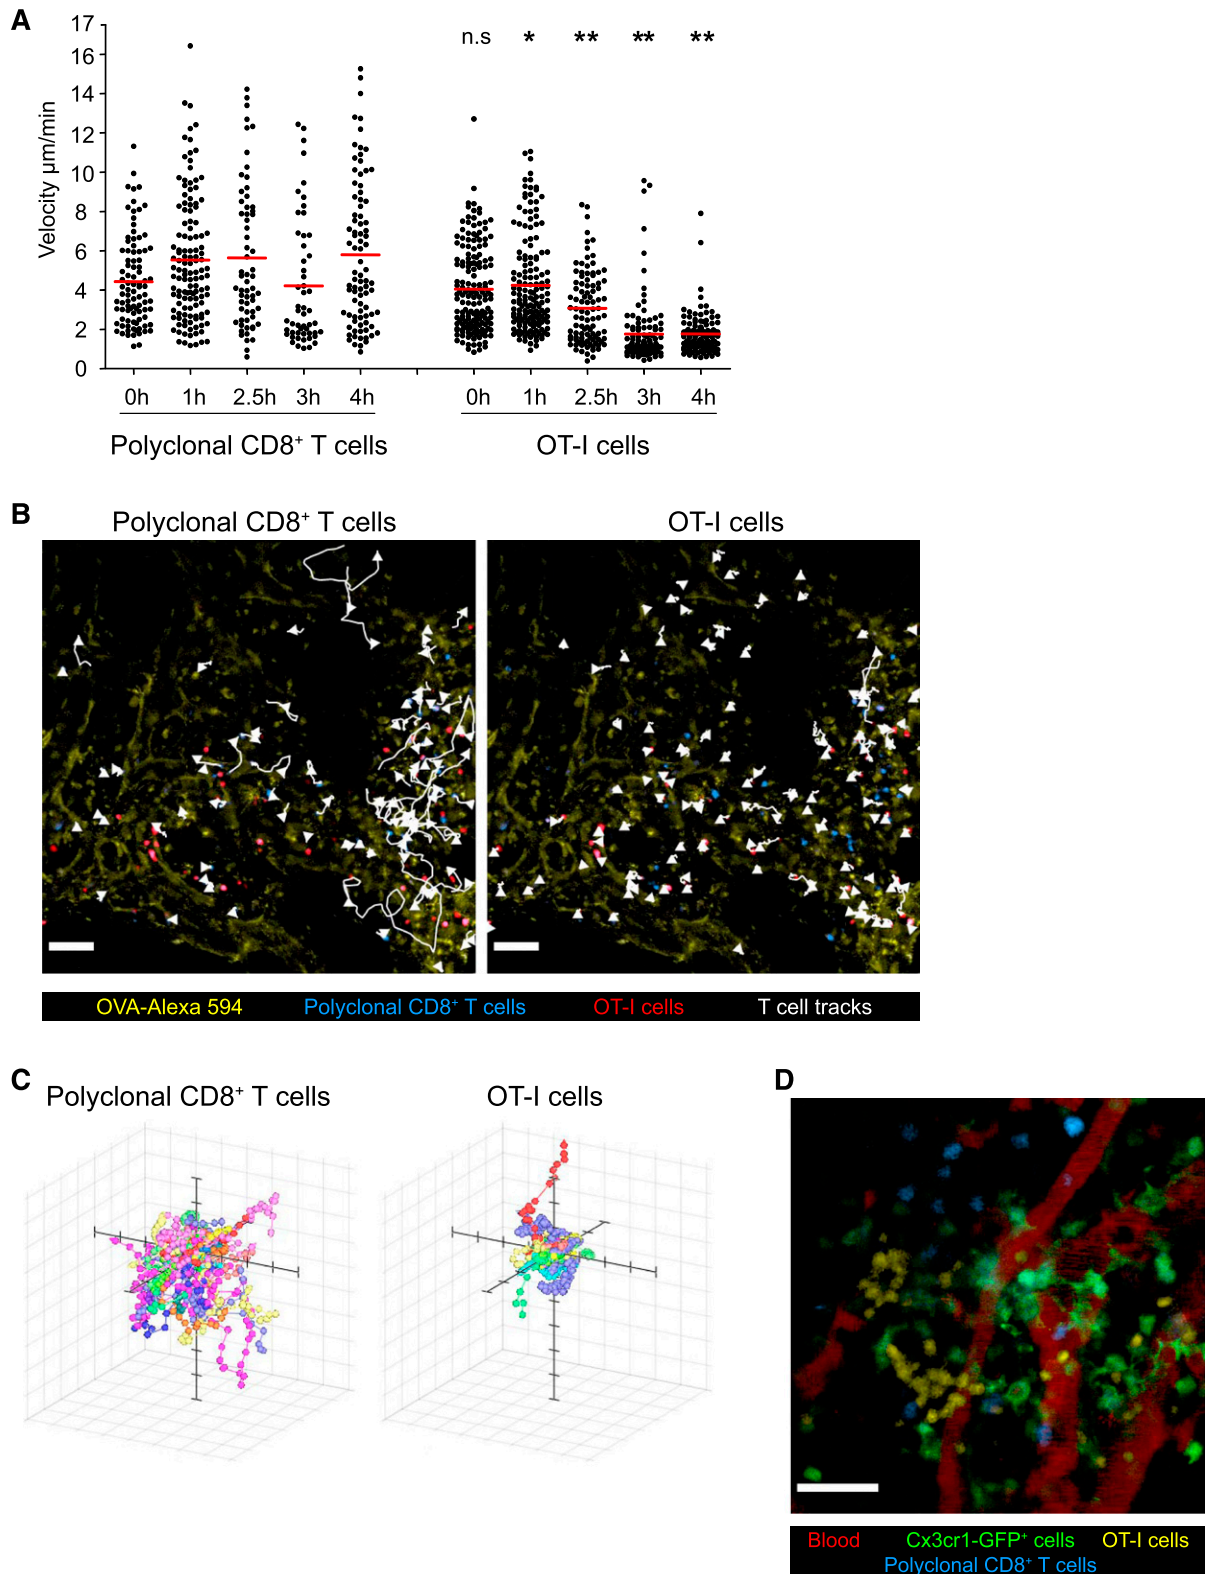 A
17
16
14
12
10
8
6
4
2
0
Velocity µm/min
n.s * ** ** **
0h 1h 2.5h 3h 4h 0h 1h 2.5h 3h 4h
Polyclonal CD8⁺ T cells OT-I cells
B
Polyclonal CD8⁺ T cells OT-I cells
OVA-Alexa 594 Polyclonal CD8⁺ T cells OT-I cells T cell tracks
C
Polyclonal CD8⁺ T cells OT-I cells
D
Blood Cx3cr1-GFP⁺ cells OT-I cells
Polyclonal CD8⁺ T cells